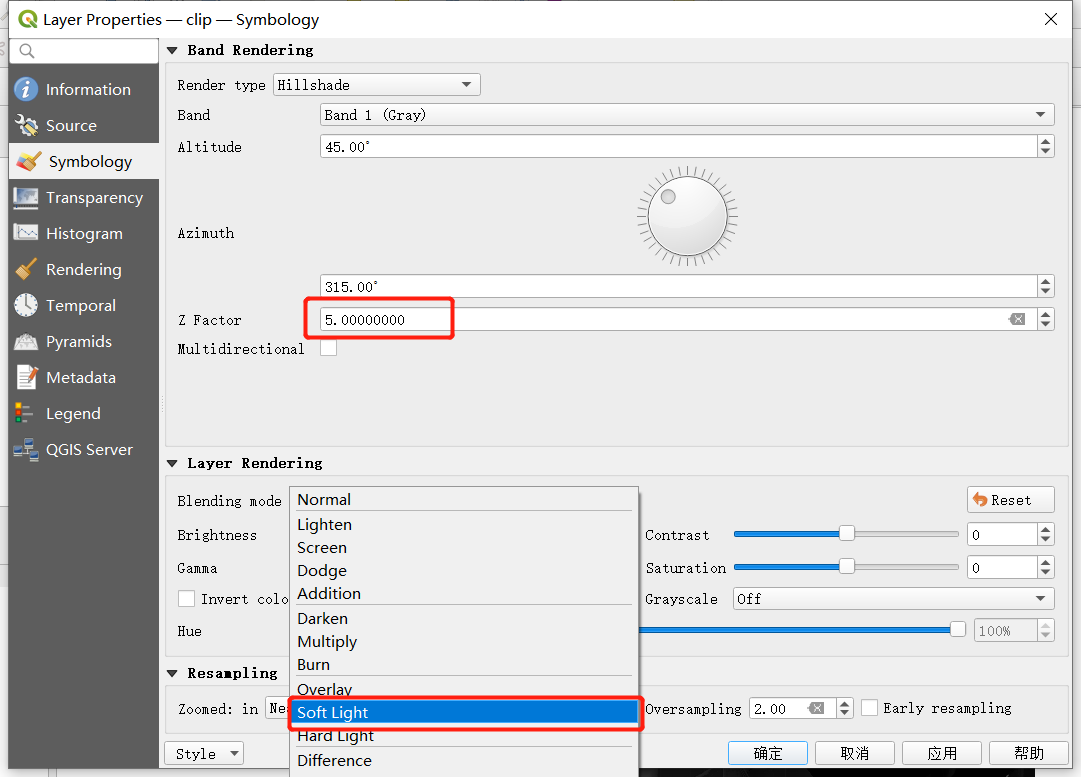 Layer Properties — clip — Symbology
Information
Source
Symbology
Transparency
Histogram
Rendering
Temporal
Pyramids
Metadata
Legend
QGIS Server
Band Rendering
Render type Hillshade
Band Band 1 (Gray)
Altitude 45.00°
Azimuth
315.00°
Z Factor 5.00000000
Multidirectional
Layer Rendering
Blending mode
Reset
Brightness
Contrast 0
Gamma
Saturation 0
Invert colo
Grayscale Off
Hue
100%
Normal
Lighten
Screen
Dodge
Addition
Darken
Multiply
Burn
Overlay
Soft Light
Hard Light
Difference
Resampling
Zoomed: in Nea
Oversampling 2.00 Early resampling
Style
确定 取消 应用 帮助